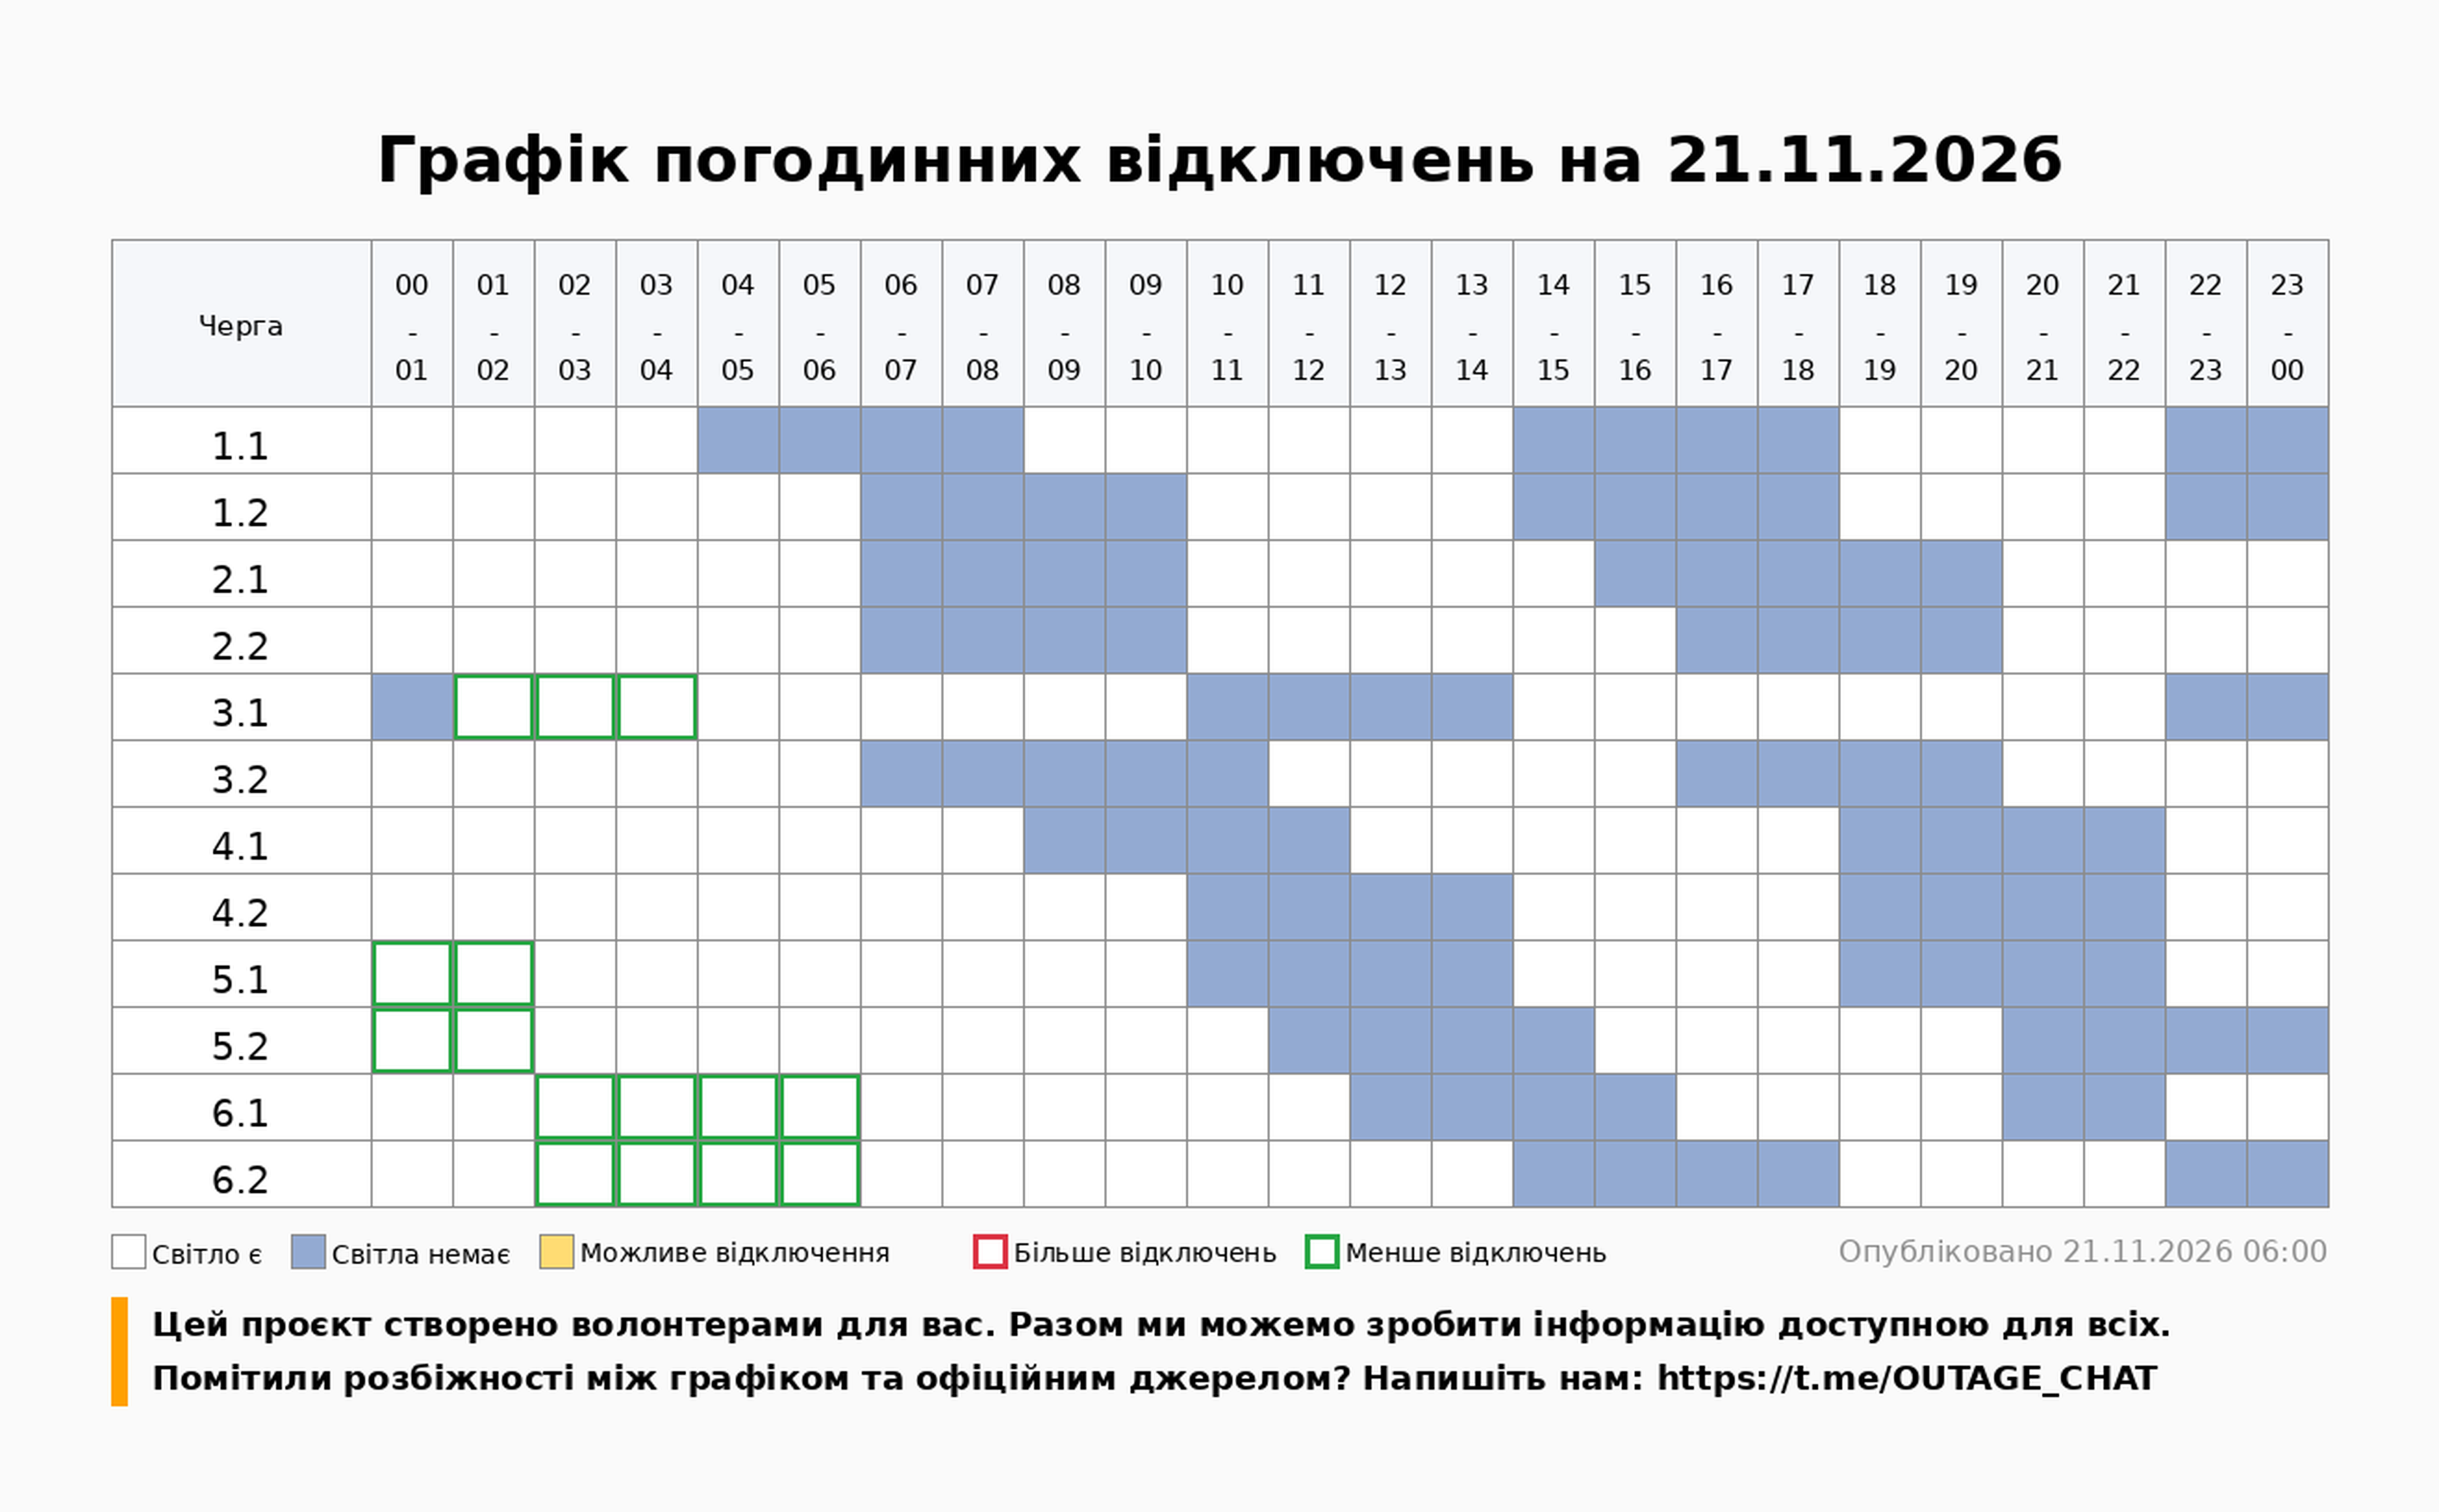 Графік погодинних відключень на 21.11.2026
Черга 00 - 01 01 - 02 02 - 03 03 - 04 04 - 05 05 - 06 06 - 07 07 - 08 08 - 09 09 - 10 10 - 11 11 - 12 12 - 13 13 - 14 14 - 15 15 - 16 16 - 17 17 - 18 18 - 19 19 - 20 20 - 21 21 - 22 22 - 23 23 - 00
1.1
1.2
2.1
2.2
3.1
3.2
4.1
4.2
5.1
5.2
6.1
6.2
Світло є Світла немає Можливе відключення Більше відключень Менше відключень Опубліковано 21.11.2026 06:00
Цей проєкт створено волонтерами для вас. Разом ми можемо зробити інформацію доступною для всіх.
Помітили розбіжності між графіком та офіційним джерелом? Напишіть нам: https://t.me/OUTAGE_CHAT